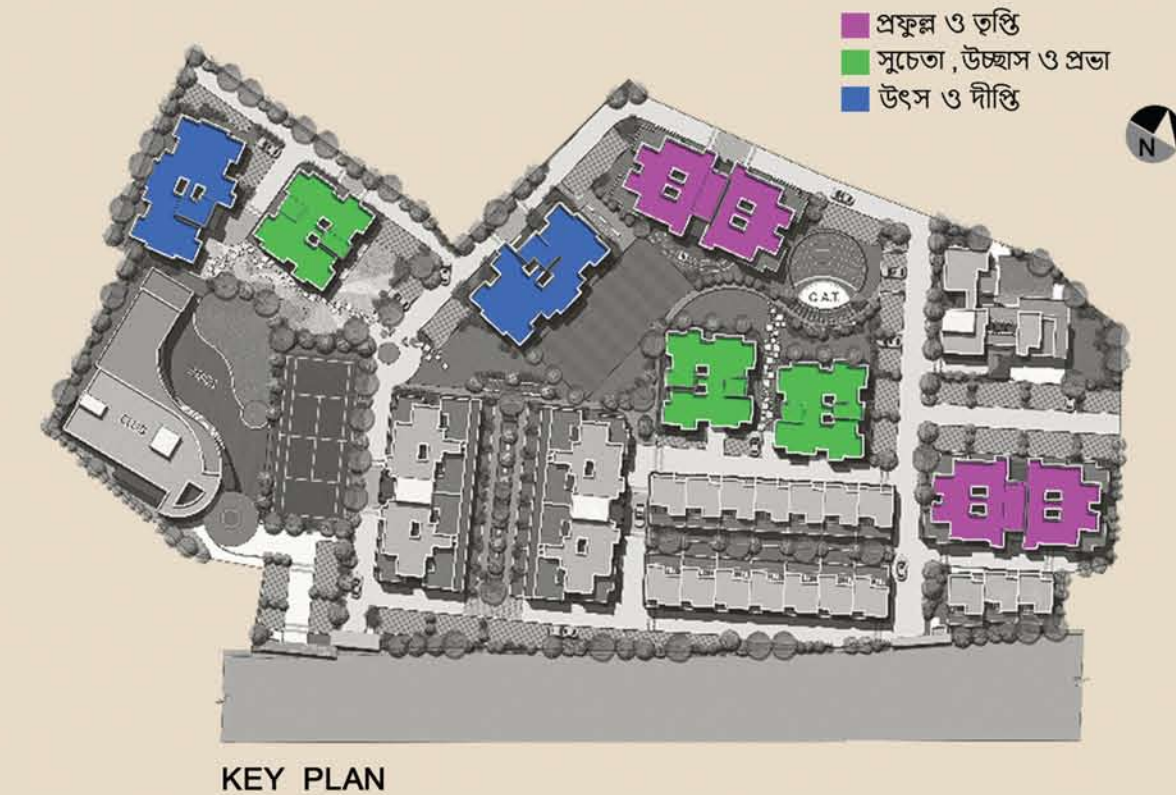 প্রফুল্ল ও তৃপ্তি
সুচেতা , উচ্ছাস ও প্রভা
উৎস ও দীপ্তি
N
O.A.T.
CLUB
KEY PLAN